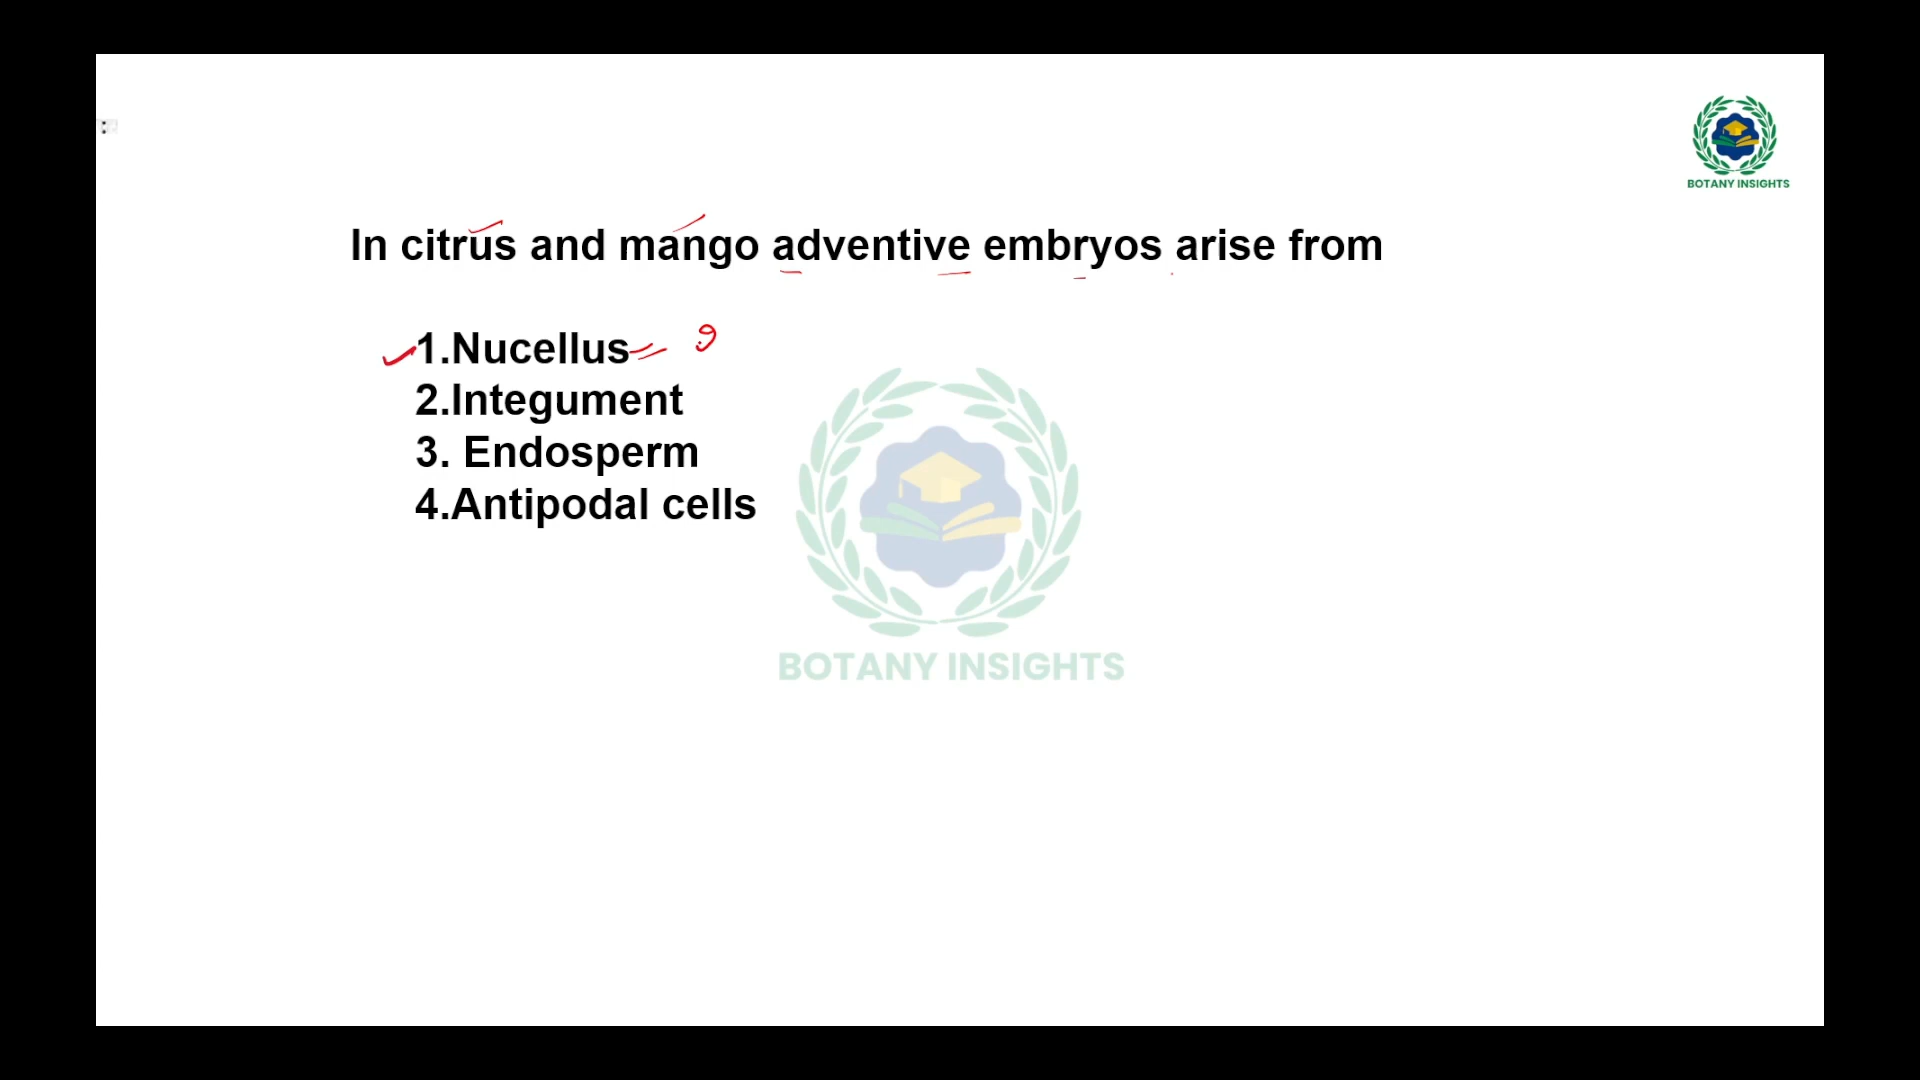 BOTANY INSIGHTS
In citrus and mango adventive embryos arise from
1.Nucellus
2.Integument
3. Endosperm
4.Antipodal cells
BOTANY INSIGHTS